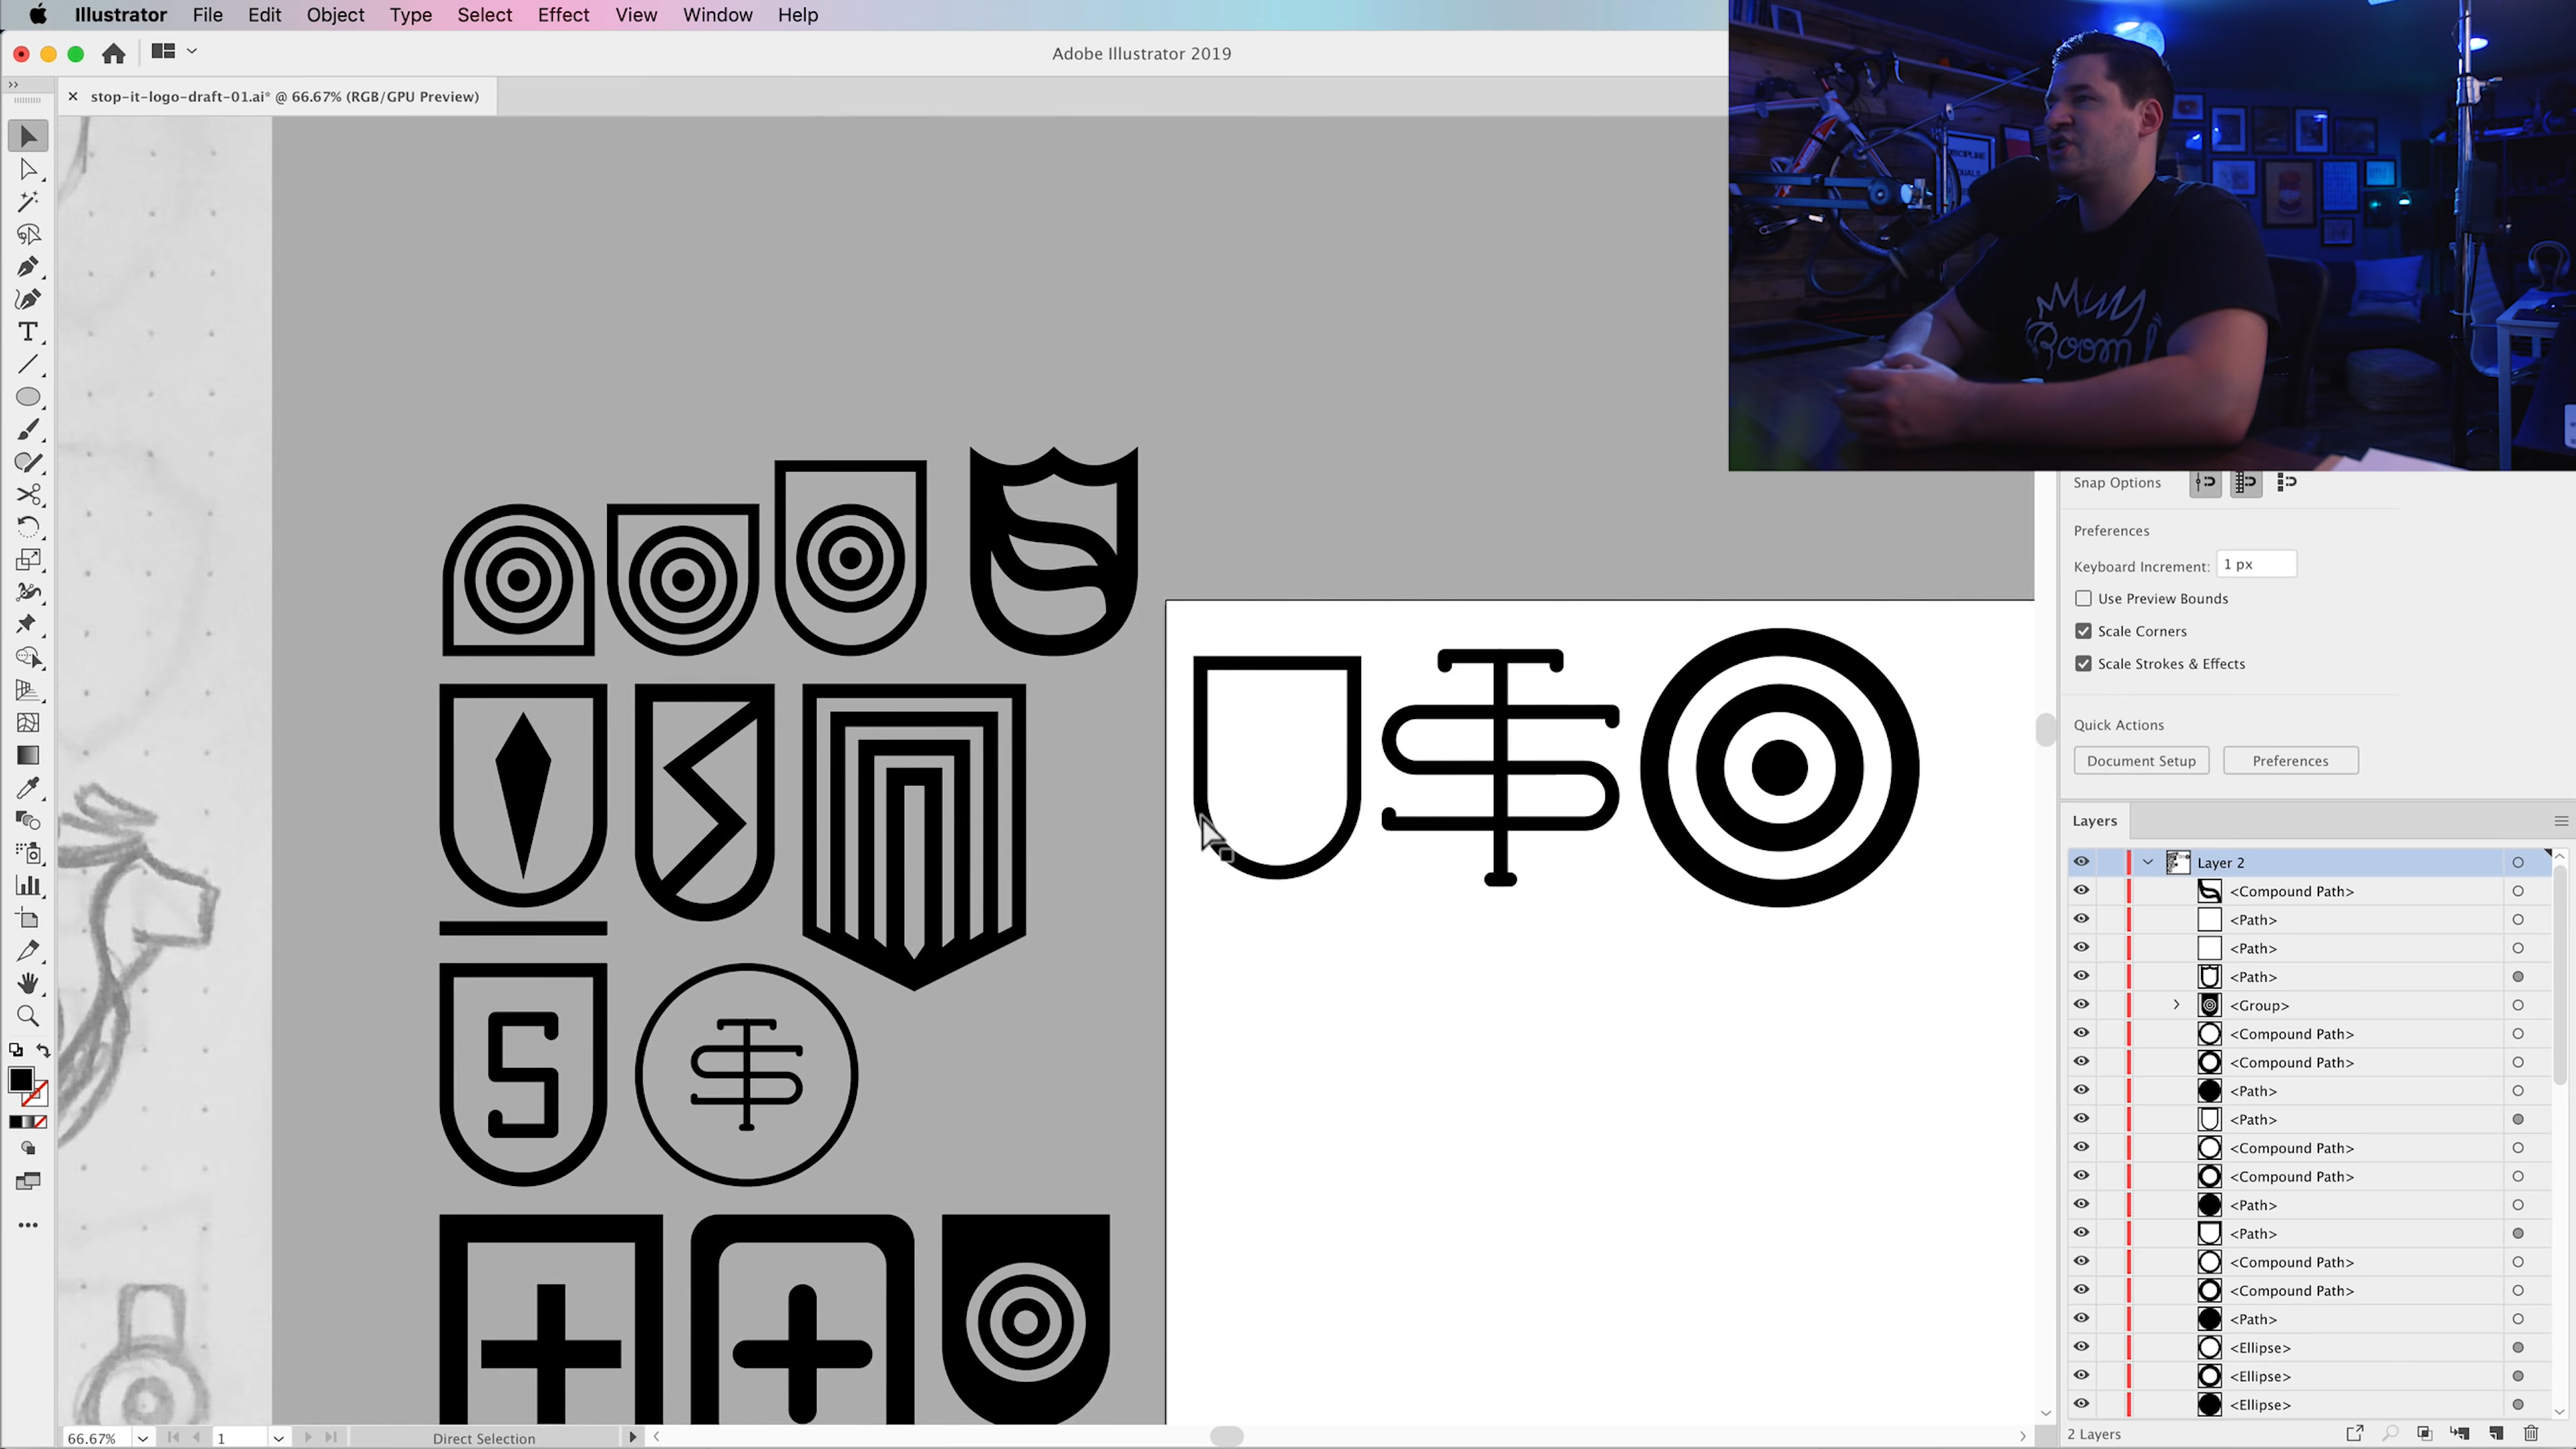 Illustrator File Edit Object Type Select Effect View Window Help
Adobe Illustrator 2019
stop-it-logo-draft-01.ai* @ 66.67% (RGB/GPU Preview)
DISCIPLINE
Boom!
Snap Options
Preferences
Keyboard Increment: 1 px
Use Preview Bounds
Scale Corners
Scale Strokes & Effects
Quick Actions
Document Setup Preferences
Layers
Layer 2
<Compound Path>
<Path>
<Path>
<Path>
<Group>
<Compound Path>
<Compound Path>
<Path>
<Path>
<Compound Path>
<Compound Path>
<Path>
<Path>
<Compound Path>
<Compound Path>
<Path>
<Ellipse>
<Ellipse>
<Ellipse>
S
66.67% 1 Direct Selection
2 Layers